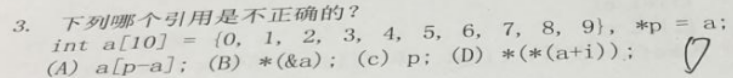 3. 下列哪个引用是不正确的？
int a[10] = {0, 1, 2, 3, 4, 5, 6, 7, 8, 9}, *p = a;
(A) a[p-a]; (B) *(&a); (c) p; (D) *(*(a+i));